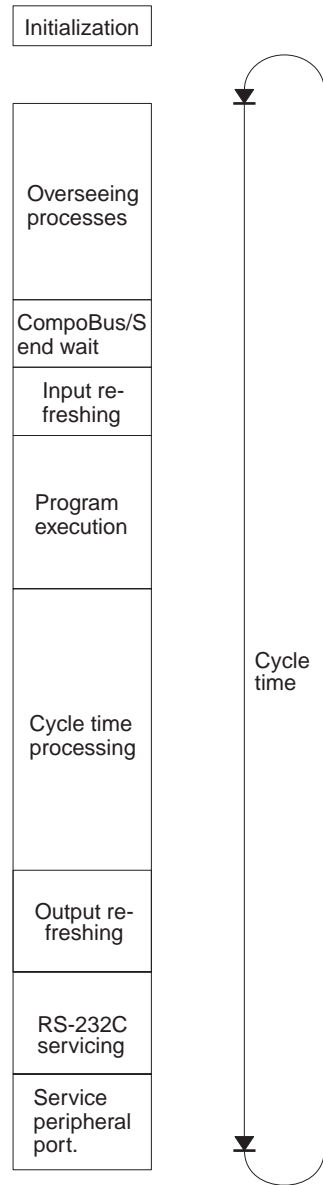 Initialization
Overseeing
processes
CompoBus/S
end wait
Input re-
freshing
Program
execution
Cycle
time
Cycle time
processing
Output re-
freshing
RS-232C
servicing
Service
peripheral
port.